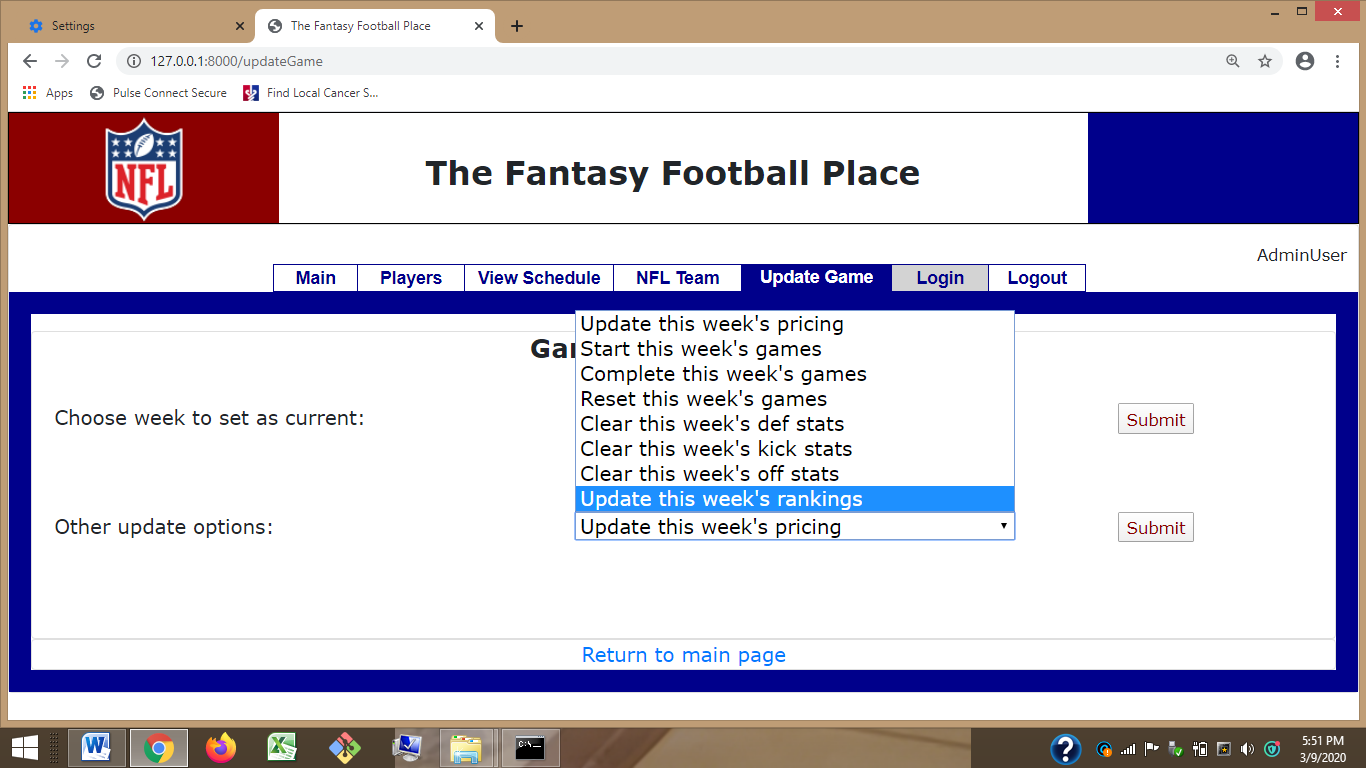 Settings
The Fantasy Football Place
127.0.0.1:8000/updateGame
Apps Pulse Connect Secure Find Local Cancer S...
NFL
The Fantasy Football Place
AdminUser
Main Players View Schedule NFL Team Update Game Login Logout
Update this week's pricing
Start this week's games
Gar
Complete this week's games
Reset this week's games
Choose week to set as current: Submit
Clear this week's def stats
Clear this week's kick stats
Clear this week's off stats
Update this week's rankings
Other update options: Update this week's pricing Submit
Return to main page
C:\_
5:51 PM
3/9/2020